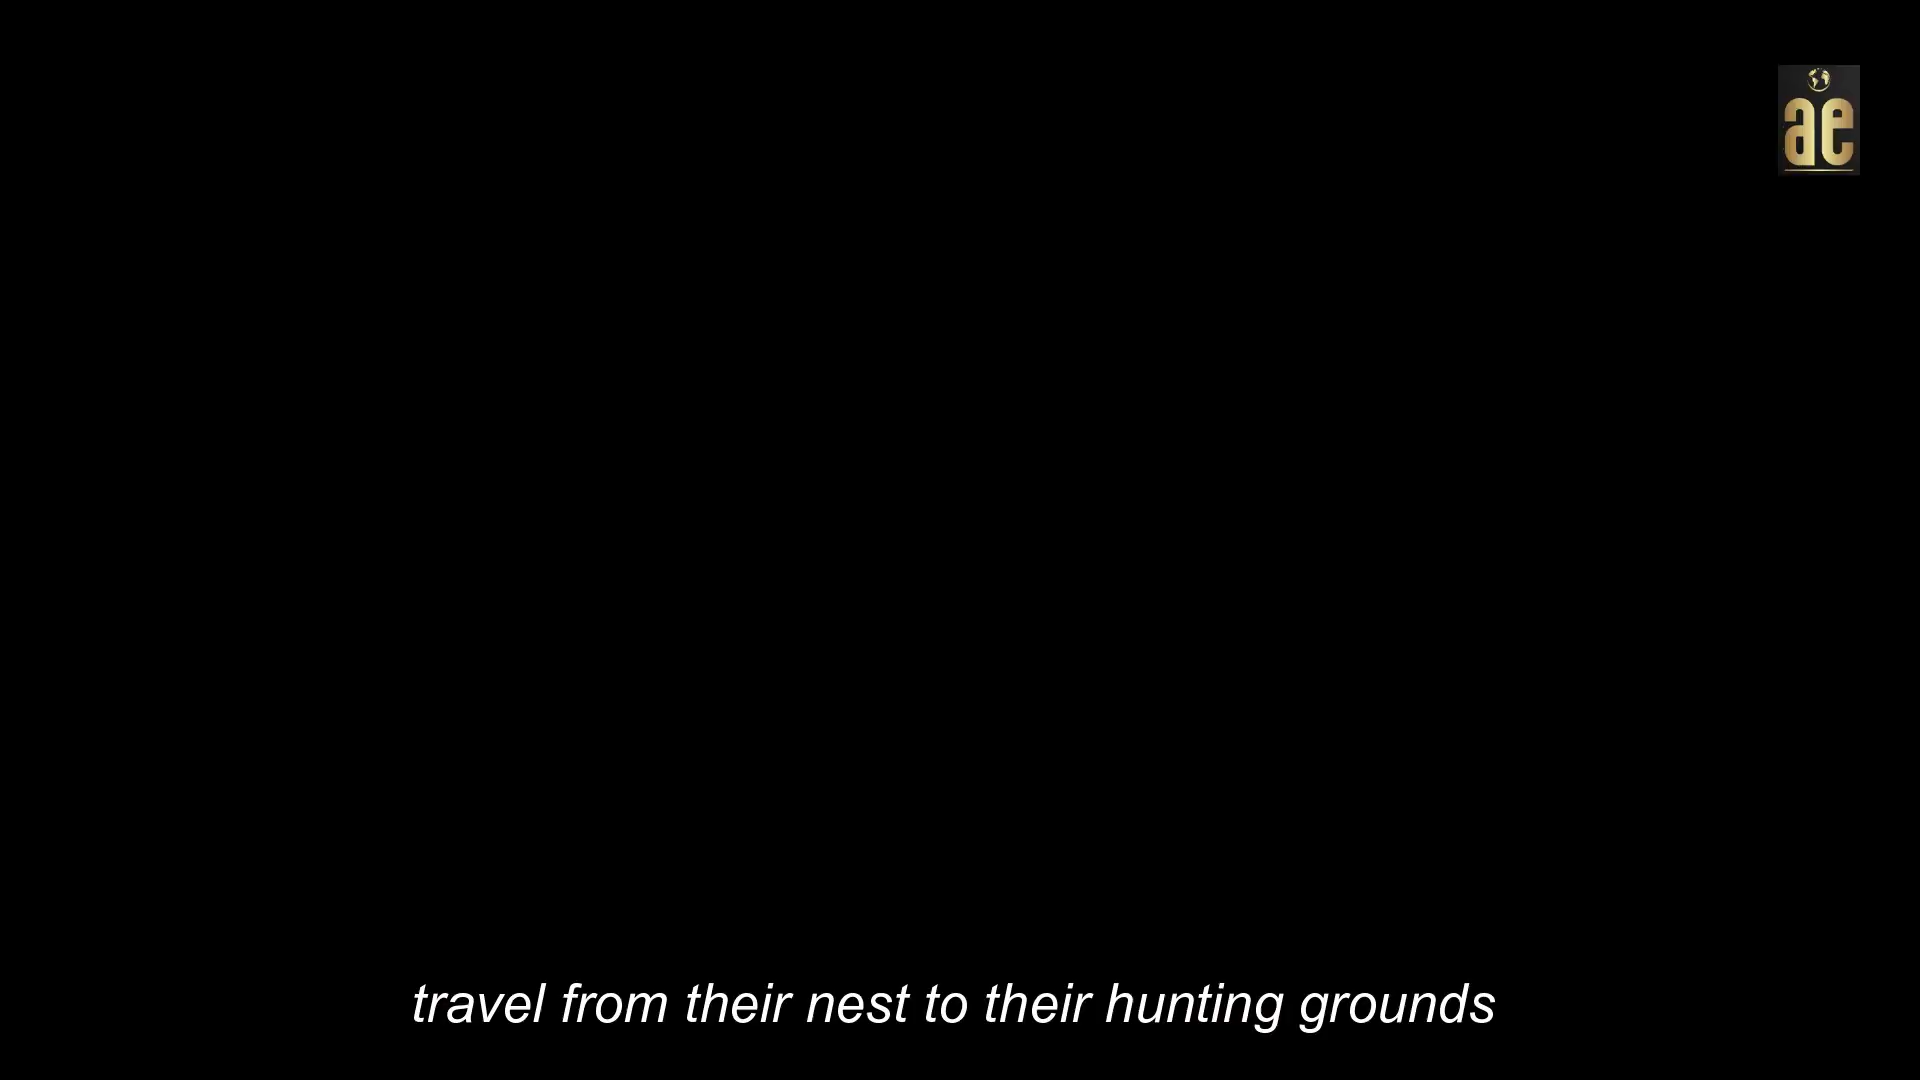 ae
travel from their nest to their hunting grounds